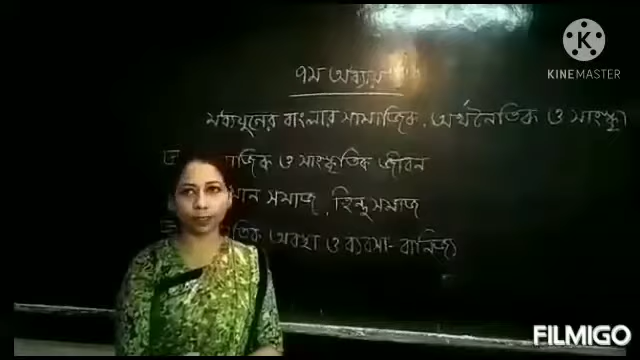 ৭ম অধ্যায়
মধ্যযুগের বাংলার সামাজিক, অর্থনৈতিক ও সাংস্কৃ
ও সাংস্কৃতিক জীবন
সমাজ, হিন্দু সমাজ
অবস্থা ও ব্যবসা-বানিজ্য
KINEMASTER
FILMIGO